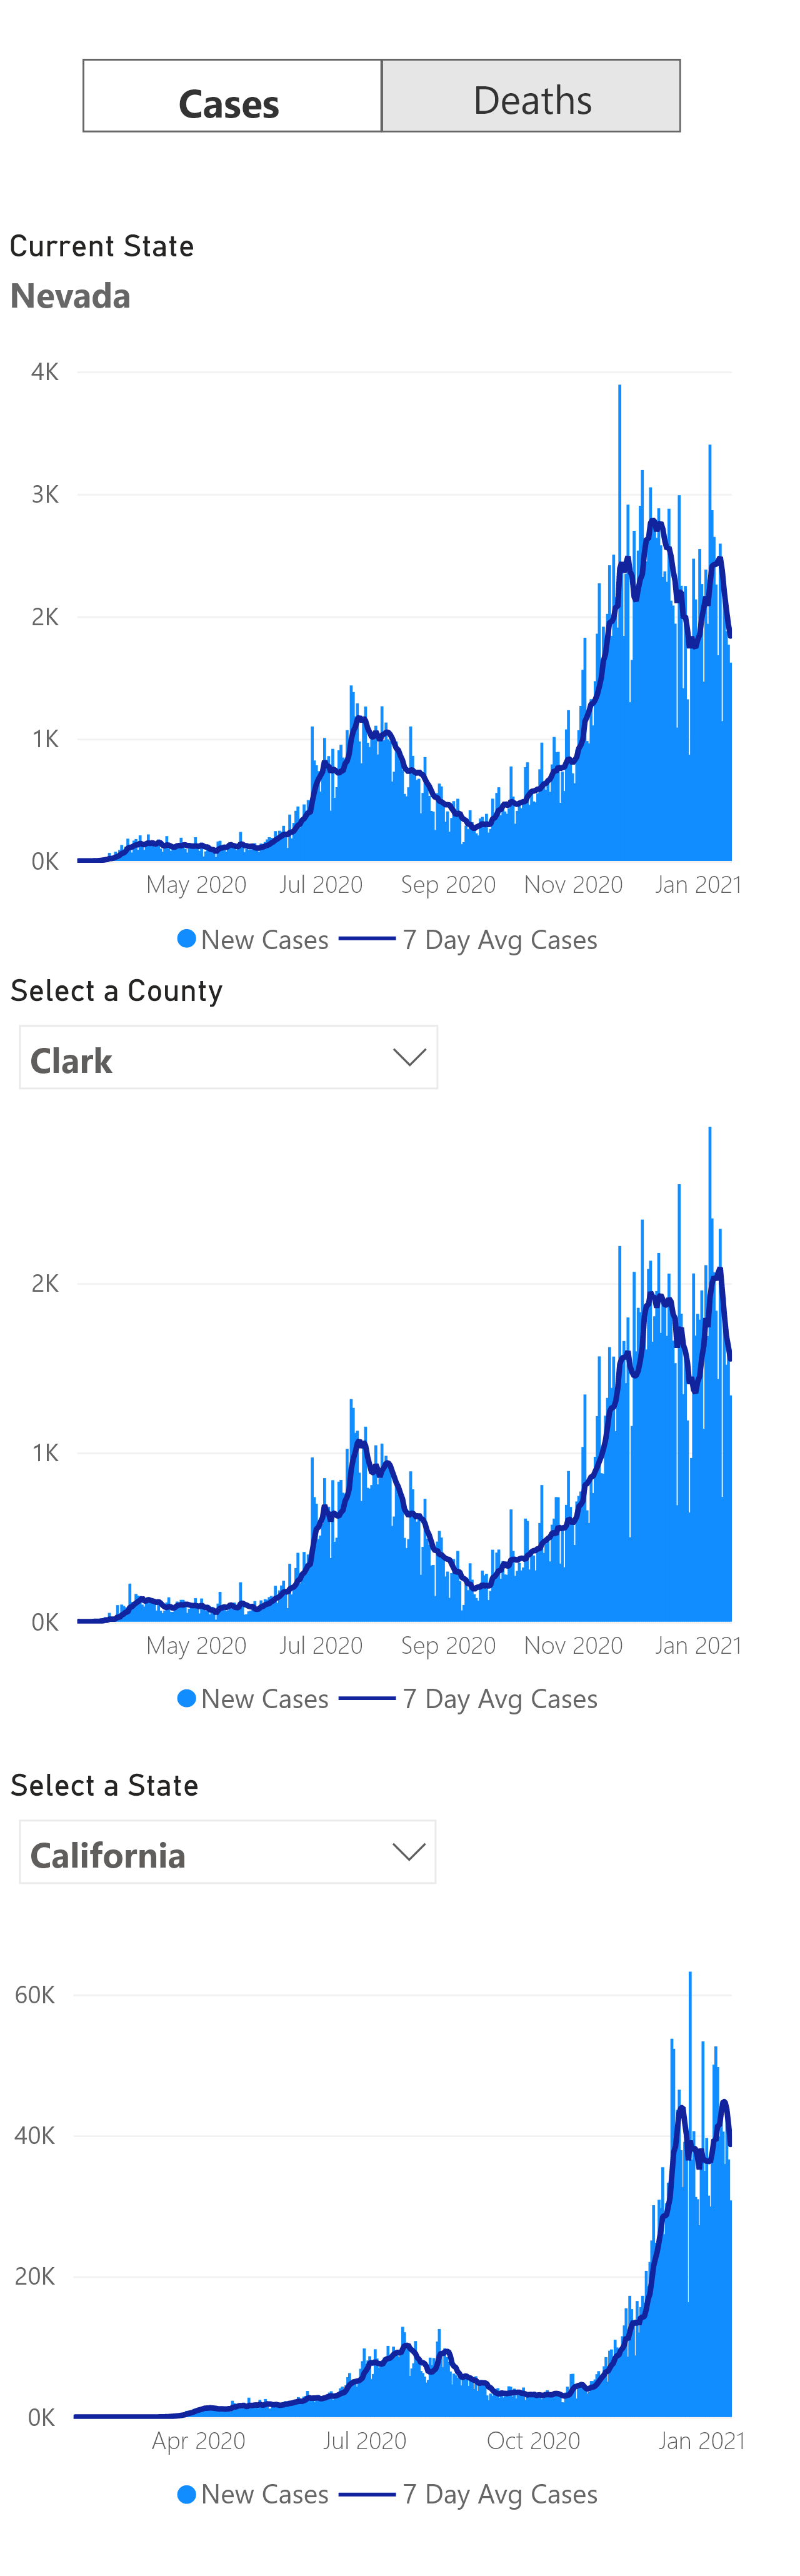 Cases Deaths
Current State
Nevada
4K
3K
2K
1K
0K
May 2020 Jul 2020 Sep 2020 Nov 2020 Jan 2021
New Cases 7 Day Avg Cases
Select a County
Clark
2K
1K
0K
May 2020 Jul 2020 Sep 2020 Nov 2020 Jan 2021
New Cases 7 Day Avg Cases
Select a State
California
60K
40K
20K
0K
Apr 2020 Jul 2020 Oct 2020 Jan 2021
New Cases 7 Day Avg Cases